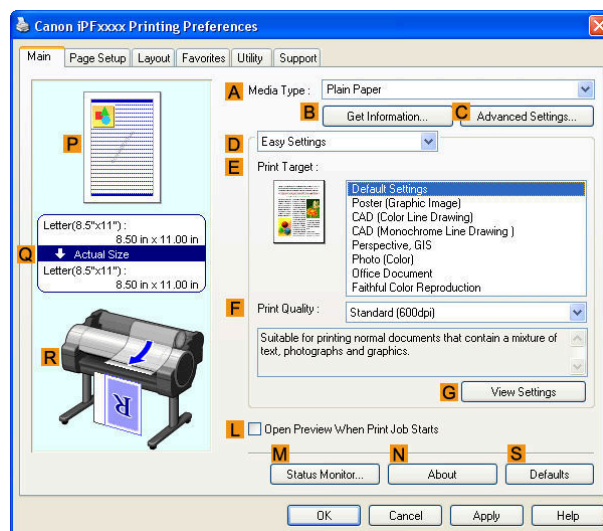 Canon iPFxxxx Printing Preferences
Main Page Setup Layout Favorites Utility Support
A Media Type : Plain Paper
B Get Information... C Advanced Settings...
D Easy Settings
E Print Target :
Default Settings
Poster (Graphic Image)
CAD (Color Line Drawing)
CAD (Monochrome Line Drawing )
Perspective, GIS
Photo (Color)
Office Document
Faithful Color Reproduction
P
Q
Letter(8.5"x11") :
8.50 in x 11.00 in
Actual Size
Letter(8.5"x11") :
8.50 in x 11.00 in
R
R
F Print Quality : Standard (600dpi)
Suitable for printing normal documents that contain a mixture of
text, photographs and graphics.
G View Settings
L Open Preview When Print Job Starts
M Status Monitor...
N About
S Defaults
OK Cancel Apply Help